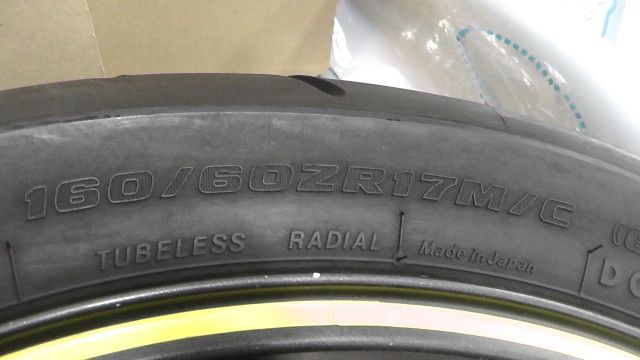 160/60ZR17M/C
TUBELESS RADIAL Made in Japan